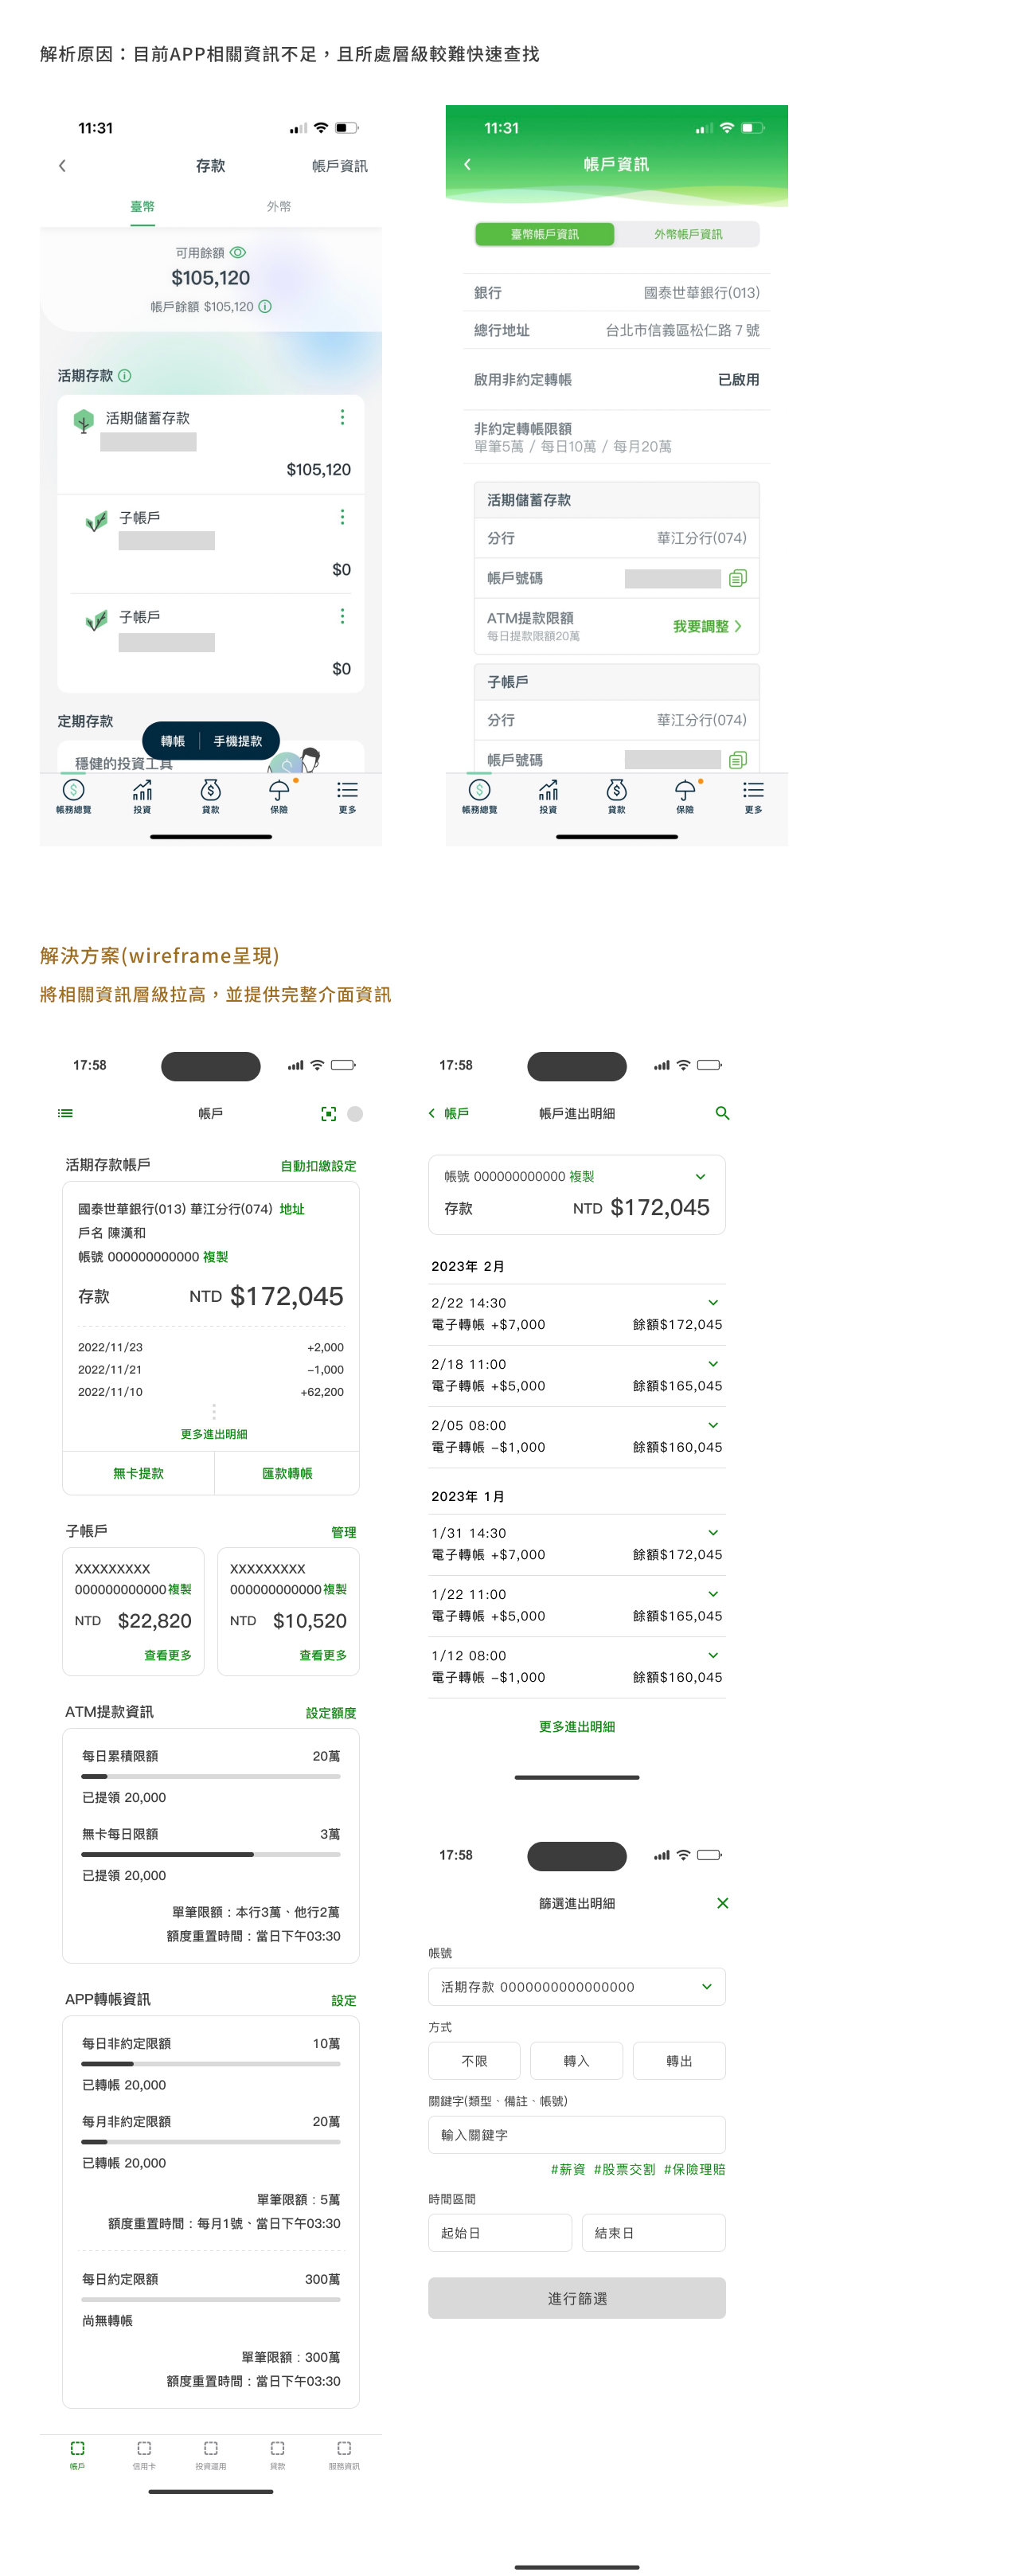 解析原因：目前APP相關資訊不足，且所處層級較難快速查找
11:31
存款
帳戶資訊
臺幣
外幣
可用餘額
$105,120
帳戶餘額 $105,120
活期存款
活期儲蓄存款
$105,120
子帳戶
$0
子帳戶
$0
定期存款
穩健的投資工具
轉帳
手機提款
帳務總覽
投資
貸款
保險
更多
11:31
帳戶資訊
臺幣帳戶資訊
外幣帳戶資訊
銀行 國泰世華銀行(013)
總行地址 台北市信義區松仁路 7 號
啟用非約定轉帳 已啟用
非約定轉帳限額
單筆5萬 / 每日10萬 / 每月20萬
活期儲蓄存款
分行 華江分行(074)
帳戶號碼
ATM提款限額
每日提款限額20萬
我要調整
子帳戶
分行 華江分行(074)
帳戶號碼
帳務總覽
投資
貸款
保險
更多
解決方案(wireframe呈現)
將相關資訊層級拉高，並提供完整介面資訊
17:58
帳戶
活期存款帳戶 自動扣繳設定
國泰世華銀行(013) 華江分行(074) 地址
戶名 陳漢和
帳號 000000000000 複製
存款 NTD $172,045
2022/11/23 +2,000
2022/11/21 −1,000
2022/11/10 +62,200
更多進出明細
無卡提款
匯款轉帳
子帳戶 管理
XXXXXXXXX
000000000000 複製
NTD $22,820
查看更多
XXXXXXXXX
000000000000 複製
NTD $10,520
查看更多
ATM提款資訊 設定額度
每日累積限額 20萬
已提領 20,000
無卡每日限額 3萬
已提領 20,000
單筆限額：本行3萬、他行2萬
額度重置時間：當日下午03:30
APP轉帳資訊 設定
每日非約定限額 10萬
已轉帳 20,000
每月非約定限額 20萬
已轉帳 20,000
單筆限額：5萬
額度重置時間：每月1號、當日下午03:30
每日約定限額 300萬
尚無轉帳
單筆限額：300萬
額度重置時間：當日下午03:30
帳戶
信用卡
投資運用
貸款
服務資訊
17:58
帳戶
帳戶進出明細
帳號 000000000000 複製
存款 NTD $172,045
2023年 2月
2/22 14:30
電子轉帳 +$7,000 餘額$172,045
2/18 11:00
電子轉帳 +$5,000 餘額$165,045
2/05 08:00
電子轉帳 −$1,000 餘額$160,045
2023年 1月
1/31 14:30
電子轉帳 +$7,000 餘額$172,045
1/22 11:00
電子轉帳 +$5,000 餘額$165,045
1/12 08:00
電子轉帳 −$1,000 餘額$160,045
更多進出明細
17:58
篩選進出明細
帳號
活期存款 0000000000000000
方式
不限
轉入
轉出
關鍵字(類型、備註、帳號)
輸入關鍵字
#薪資 #股票交割 #保險理賠
時間區間
起始日
結束日
進行篩選